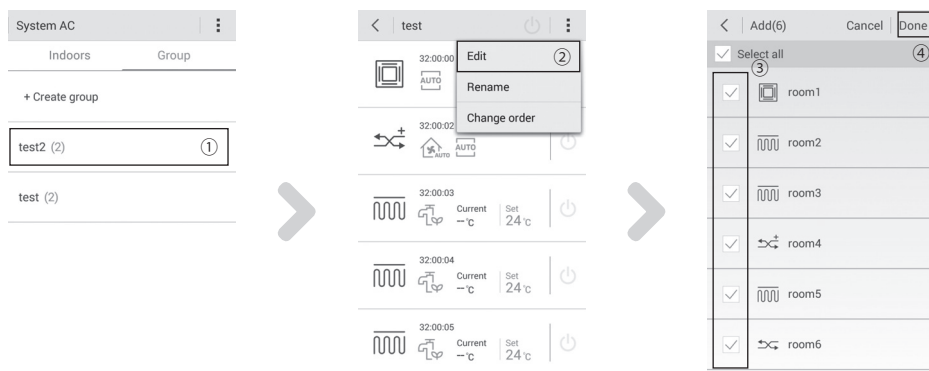 System AC
Indoors Group
+ Create group
test2 (2) ①
test (2)
test
32:00:00
AUTO
Edit ②
Rename
Change order
32:00:02
AUTO AUTO
32:00:03
Current Set
--°c 24°c
32:00:04
Current Set
--°c 24°c
32:00:05
Current Set
--°c 24°c
Add(6) Cancel Done
Select all ④
③
room1
room2
room3
room4
room5
room6